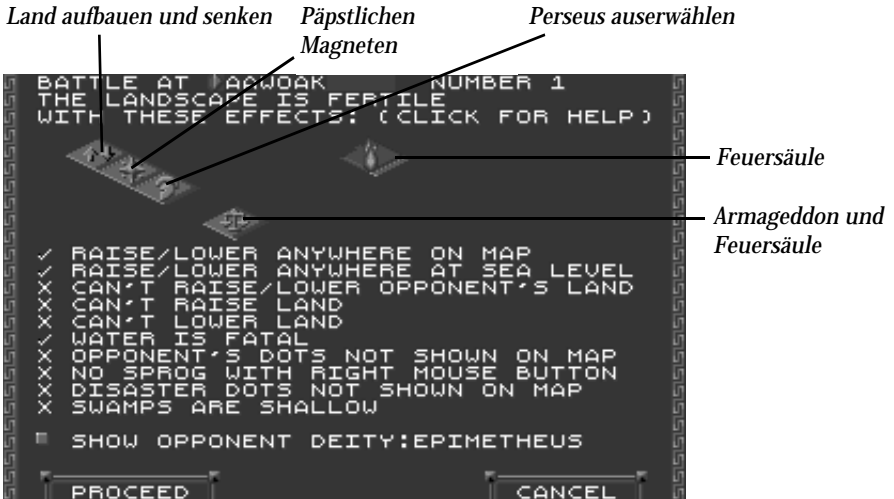 Land aufbauen und senken
Päpstlichen
Magneten
Perseus auserwählen
BATTLE AT AAWOAK NUMBER 1
THE LANDSCAPE IS FERTILE
WITH THESE EFFECTS: (CLICK FOR HELP)
Feuersäule
Armageddon und
Feuersäule
✓ RAISE/LOWER ANYWHERE ON MAP
✓ RAISE/LOWER ANYWHERE AT SEA LEVEL
X CAN'T RAISE/LOWER OPPONENT'S LAND
X CAN'T RAISE LAND
X CAN'T LOWER LAND
✓ WATER IS FATAL
X OPPONENT'S DOTS NOT SHOWN ON MAP
X NO SPROG WITH RIGHT MOUSE BUTTON
X DISASTER DOTS NOT SHOWN ON MAP
X SWAMPS ARE SHALLOW
SHOW OPPONENT DEITY:EPIMETHEUS
PROCEED
CANCEL